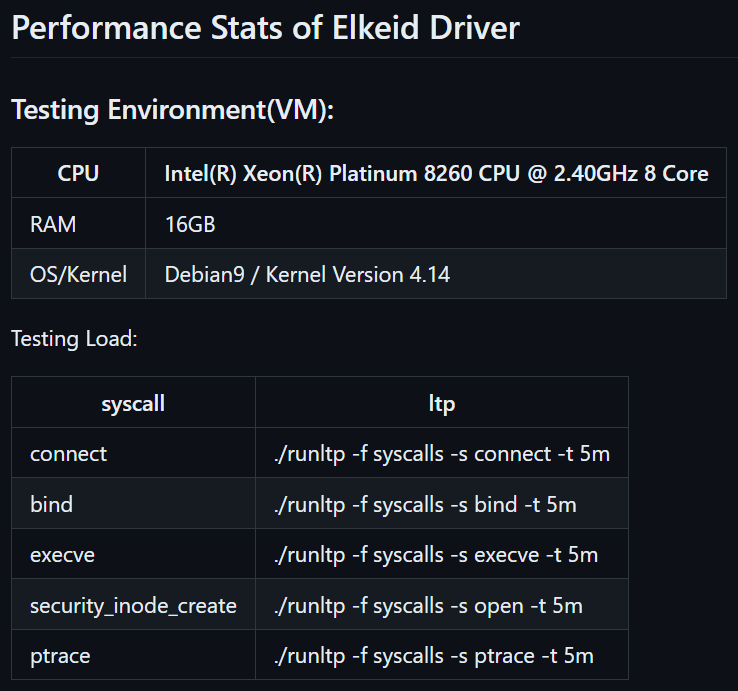 Performance Stats of Elkeid Driver
Testing Environment(VM):
CPU Intel(R) Xeon(R) Platinum 8260 CPU @ 2.40GHz 8 Core
RAM 16GB
OS/Kernel Debian9 / Kernel Version 4.14
Testing Load:
syscall ltp
connect ./runltp -f syscalls -s connect -t 5m
bind ./runltp -f syscalls -s bind -t 5m
execve ./runltp -f syscalls -s execve -t 5m
security_inode_create ./runltp -f syscalls -s open -t 5m
ptrace ./runltp -f syscalls -s ptrace -t 5m